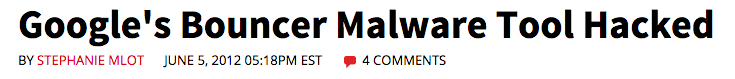 Google's Bouncer Malware Tool Hacked
BY STEPHANIE MLOT JUNE 5, 2012 05:18PM EST 4 COMMENTS